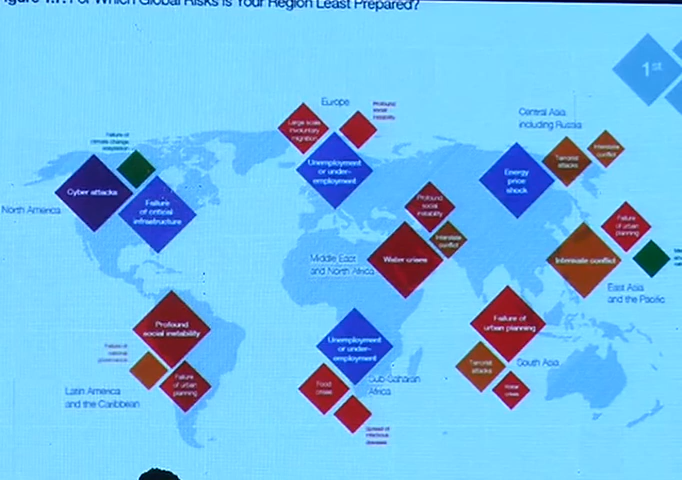 For Which Global Risks is Your Region Least Prepared?
1st
Europe
Large scale
involuntary
migration
Profound
social
instability
Unemployment
or under-
employment
Central Asia
including Russia
Energy
price
shock
Terrorist
attacks
Interstate
conflict
Failure of
climate change
adaptation
Cyber attacks
Failure
of critical
infrastructure
North America
Profound
social
instability
Interstate
conflict
Water crises
Middle East
and North Africa
Failure
of urban
planning
Interstate conflict
East Asia
and the Pacific
Profound
social instability
Failure of
national
governance
Failure
of urban
planning
Latin America
and the Caribbean
Unemployment
or under-
employment
Food
crises
Sub-Saharan
Africa
Spread of
infectious
diseases
Failure of
urban planning
Terrorist
attacks
South Asia
Water
crises